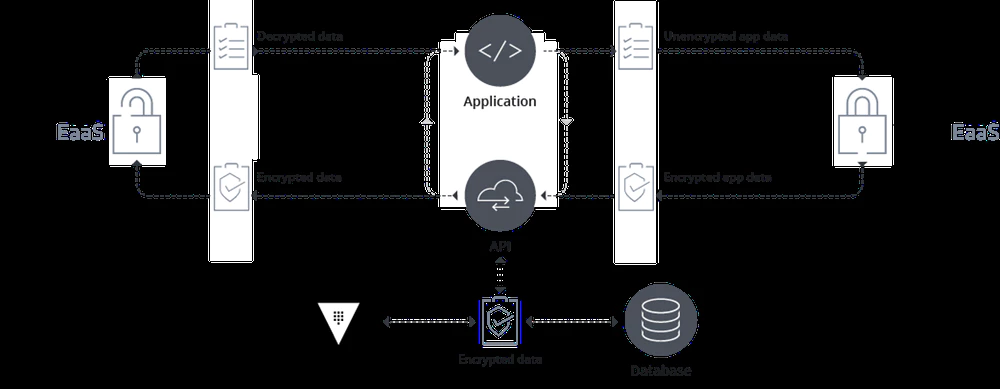 Decrypted data
Unencrypted app data
Application
EaaS
EaaS
Encrypted data
Encrypted app data
API
Encrypted data
Database